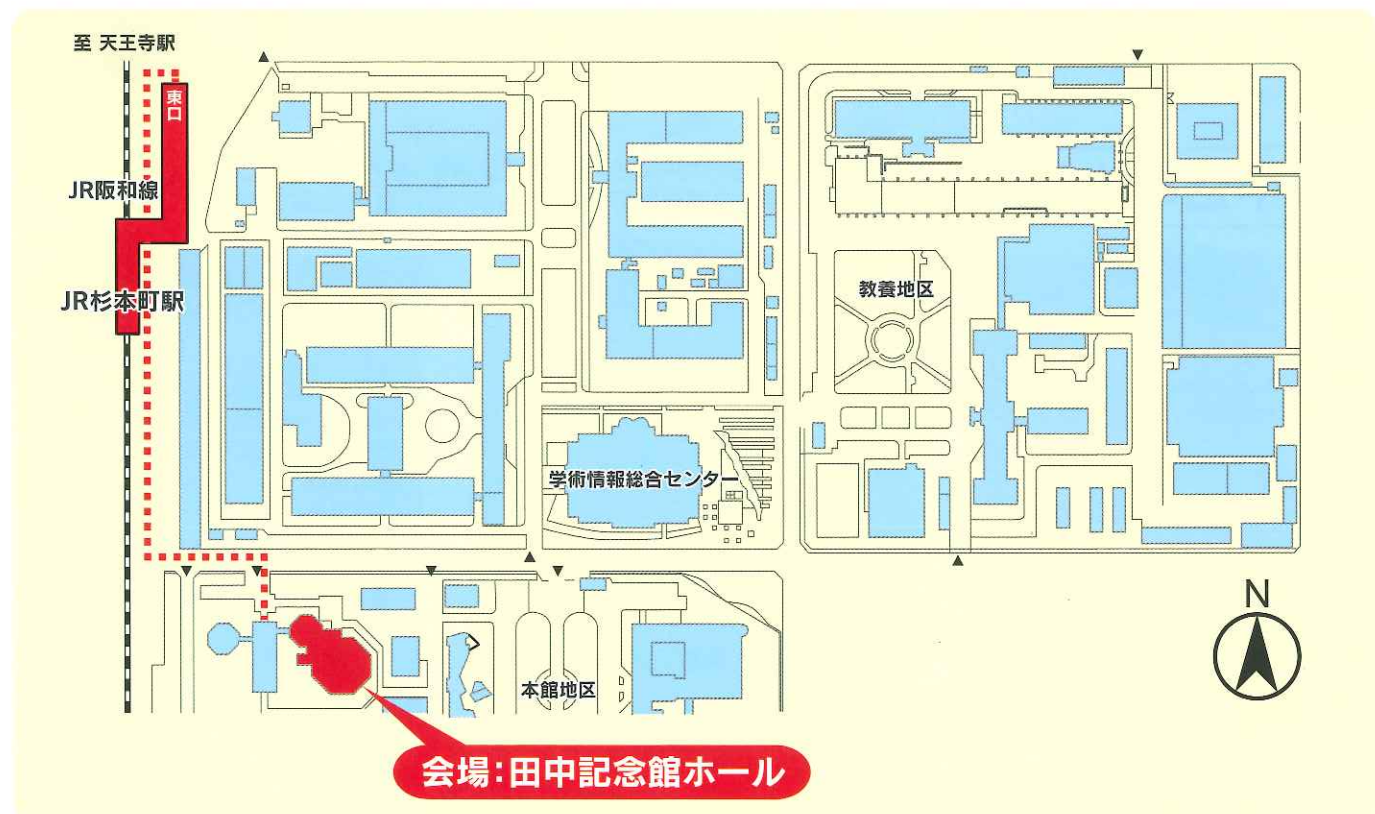 至 天王寺駅
東口
JR阪和線
JR杉本町駅
教養地区
学術情報総合センター
N
本館地区
会場:田中記念館ホール